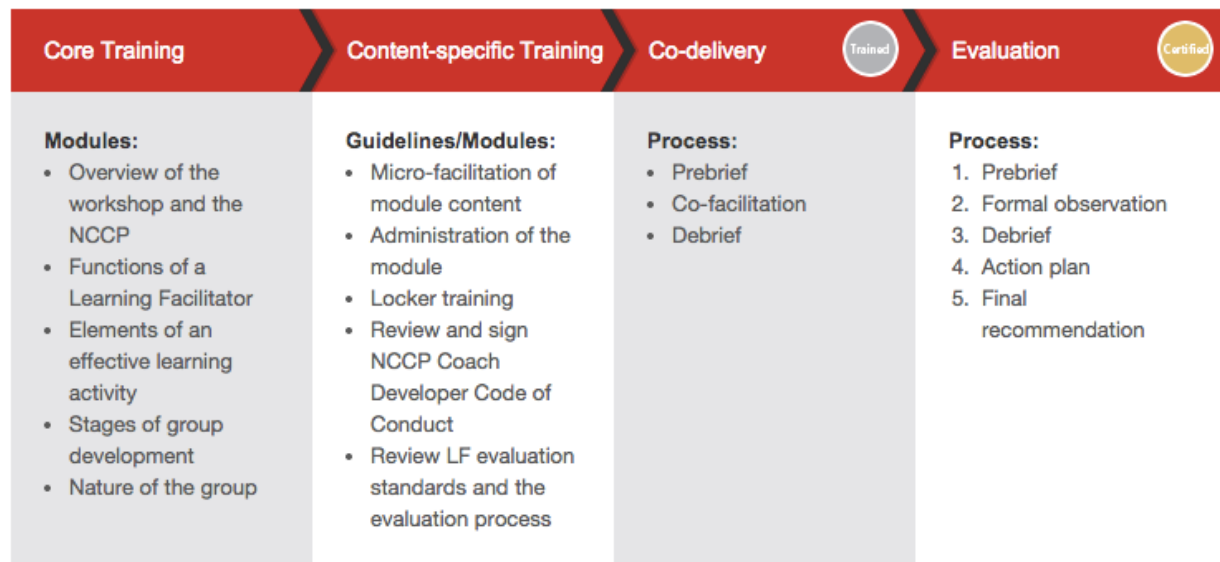 Core Training
Content-specific Training
Co-delivery
Trained
Evaluation
Certified
Modules:
• Overview of the
workshop and the
NCCP
• Functions of a
Learning Facilitator
• Elements of an
effective learning
activity
• Stages of group
development
• Nature of the group
Guidelines/Modules:
• Micro-facilitation of
module content
• Administration of the
module
• Locker training
• Review and sign
NCCP Coach
Developer Code of
Conduct
• Review LF evaluation
standards and the
evaluation process
Process:
• Prebrief
• Co-facilitation
• Debrief
Process:
1. Prebrief
2. Formal observation
3. Debrief
4. Action plan
5. Final
recommendation